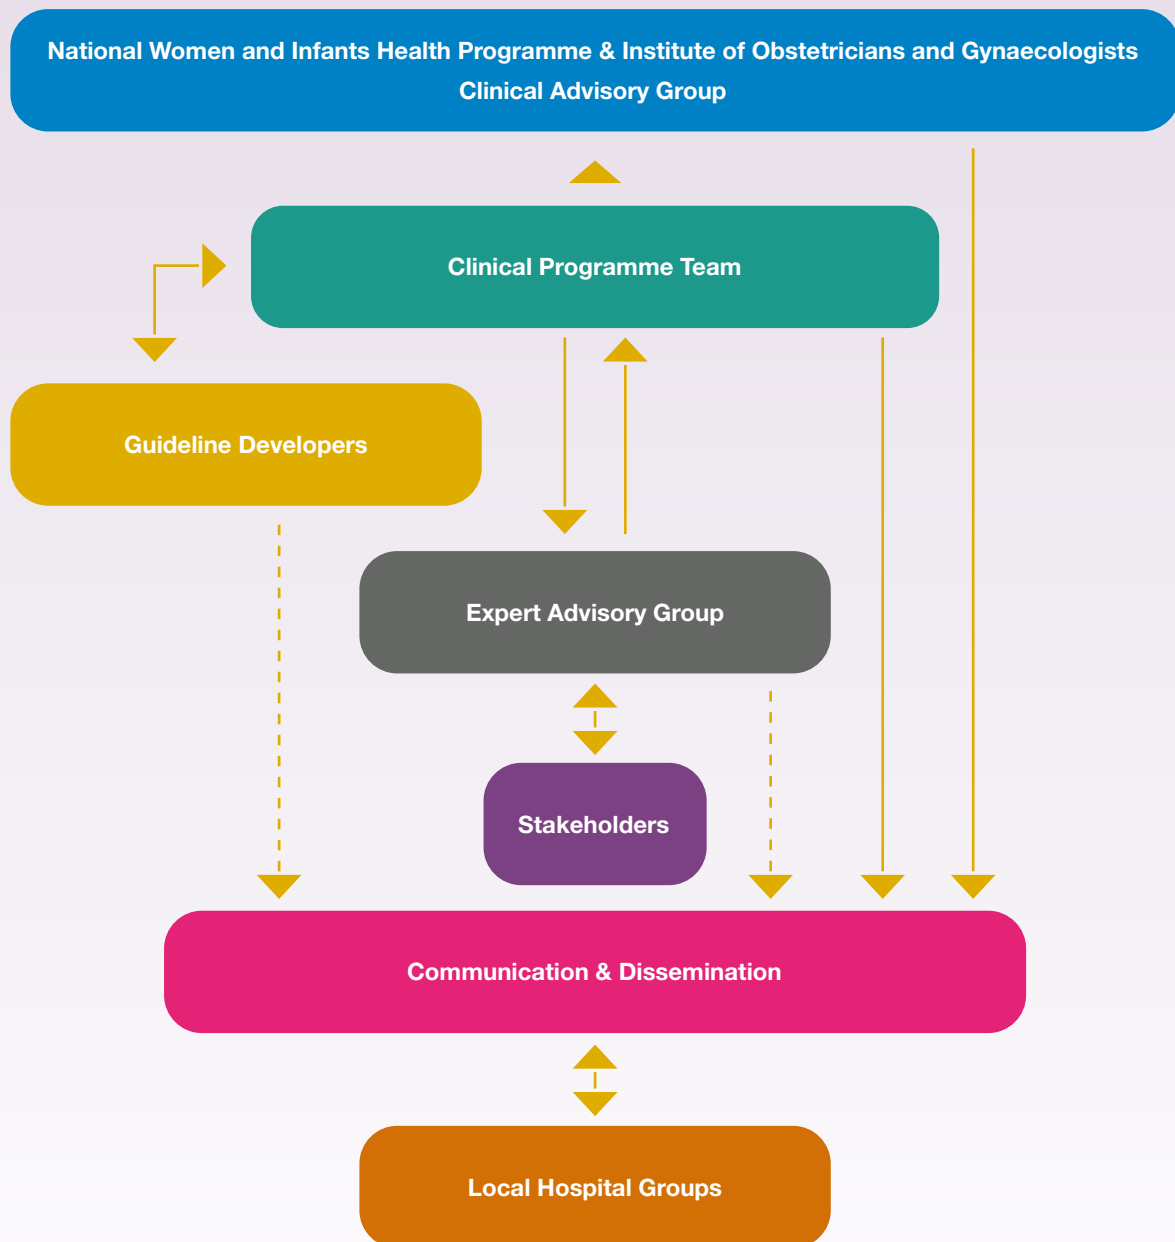 National Women and Infants Health Programme & Institute of Obstetricians and Gynaecologists
Clinical Advisory Group
Clinical Programme Team
Guideline Developers
Expert Advisory Group
Stakeholders
Communication & Dissemination
Local Hospital Groups